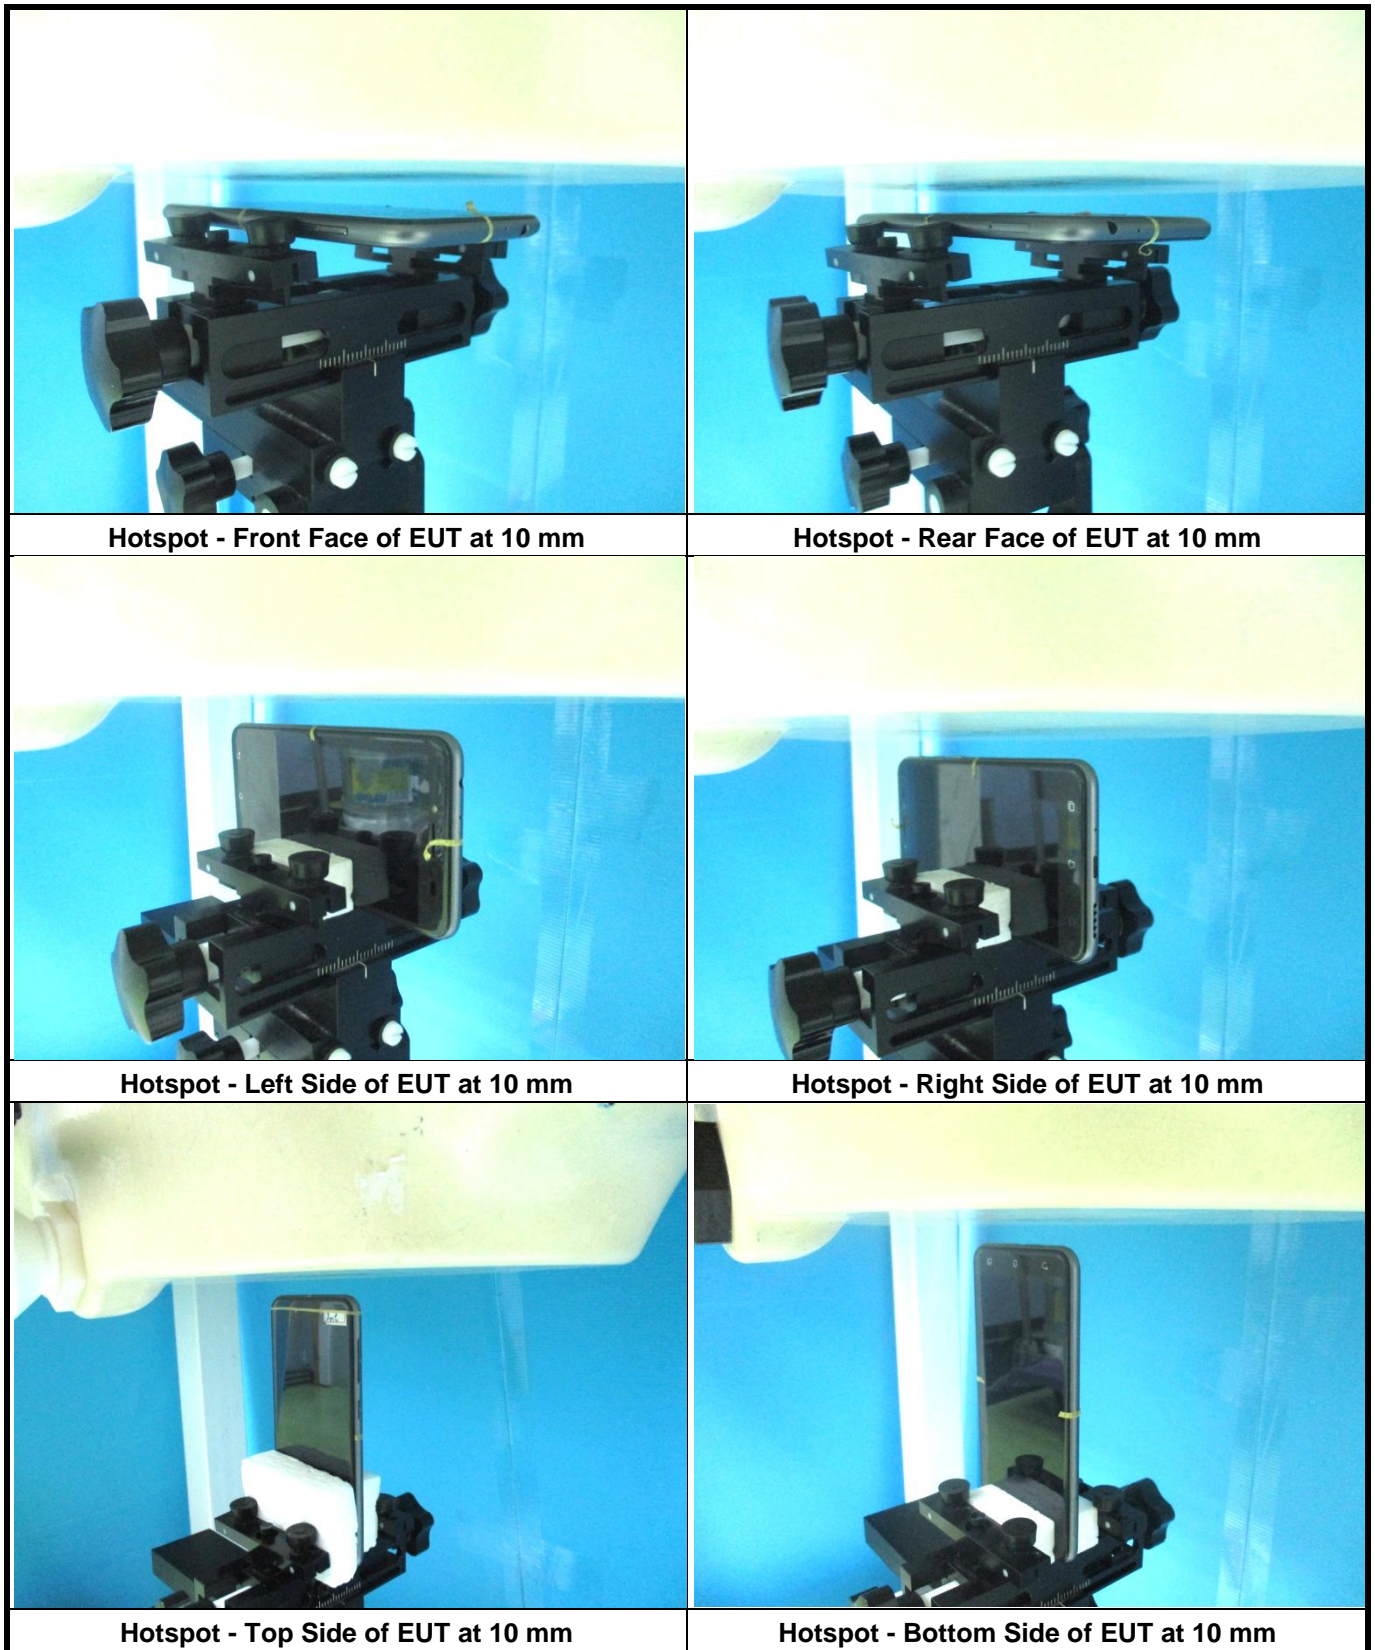 Hotspot - Front Face of EUT at 10 mm
Hotspot - Rear Face of EUT at 10 mm
Hotspot - Left Side of EUT at 10 mm
Hotspot - Right Side of EUT at 10 mm
Hotspot - Top Side of EUT at 10 mm
Hotspot - Bottom Side of EUT at 10 mm